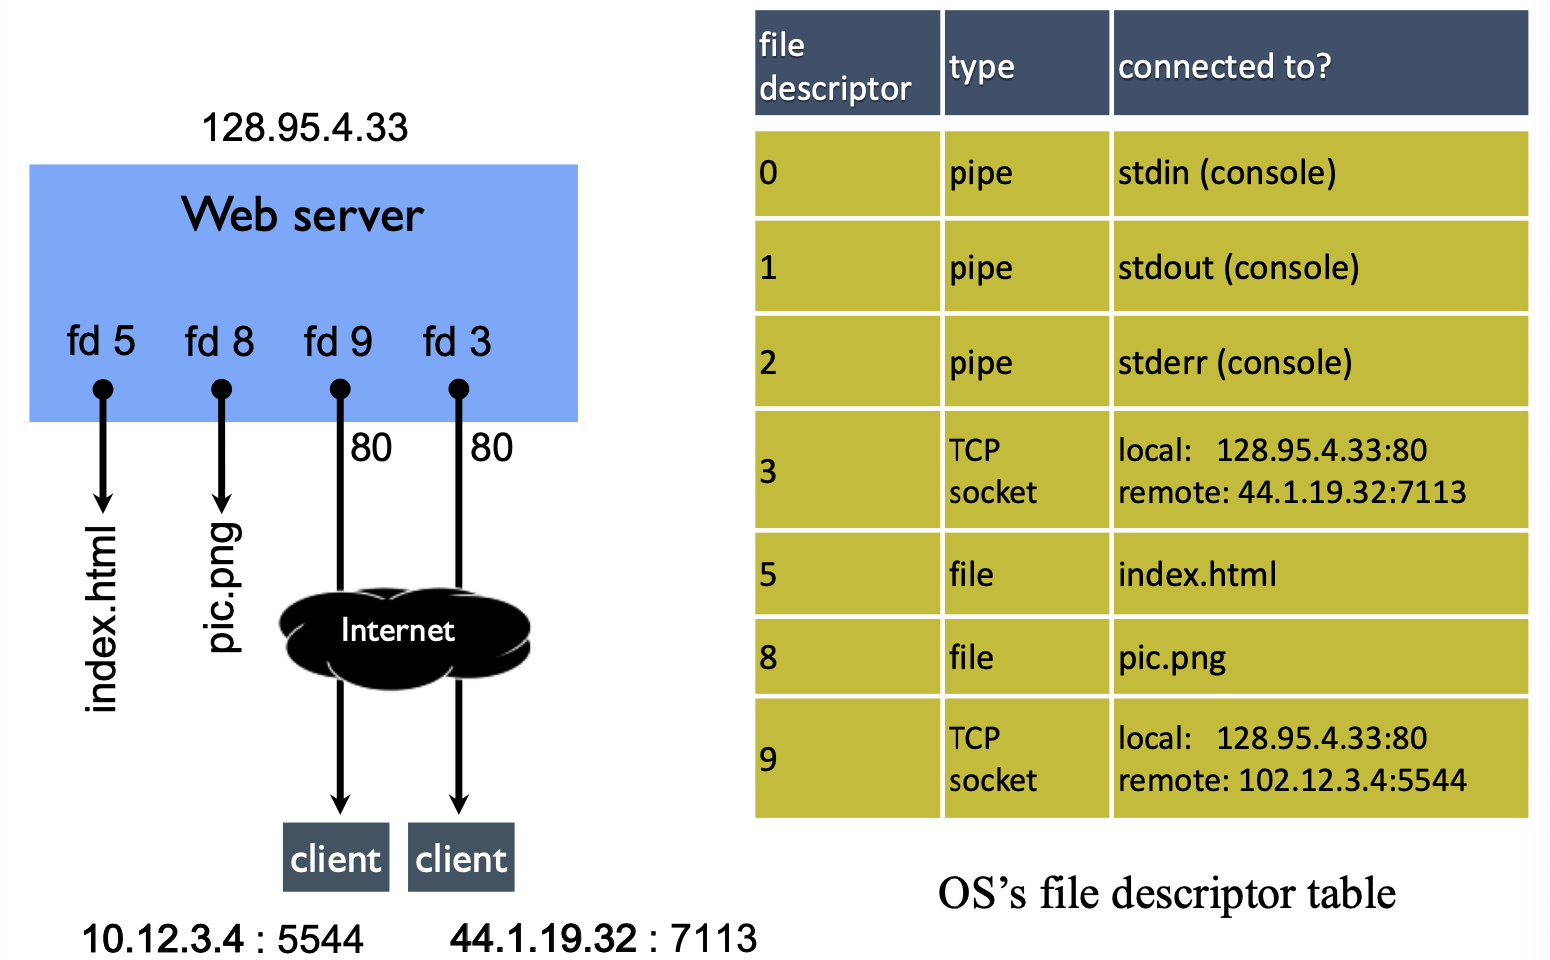 128.95.4.33
Web server
fd 5 fd 8 fd 9 fd 3
80 80
index.html
pic.png
Internet
client client
10.12.3.4 : 5544 44.1.19.32 : 7113
file
descriptor
type
connected to?
0 pipe stdin (console)
1 pipe stdout (console)
2 pipe stderr (console)
3
TCP
socket
local: 128.95.4.33:80
remote: 44.1.19.32:7113
5 file index.html
8 file pic.png
9
TCP
socket
local: 128.95.4.33:80
remote: 102.12.3.4:5544
OS’s file descriptor table